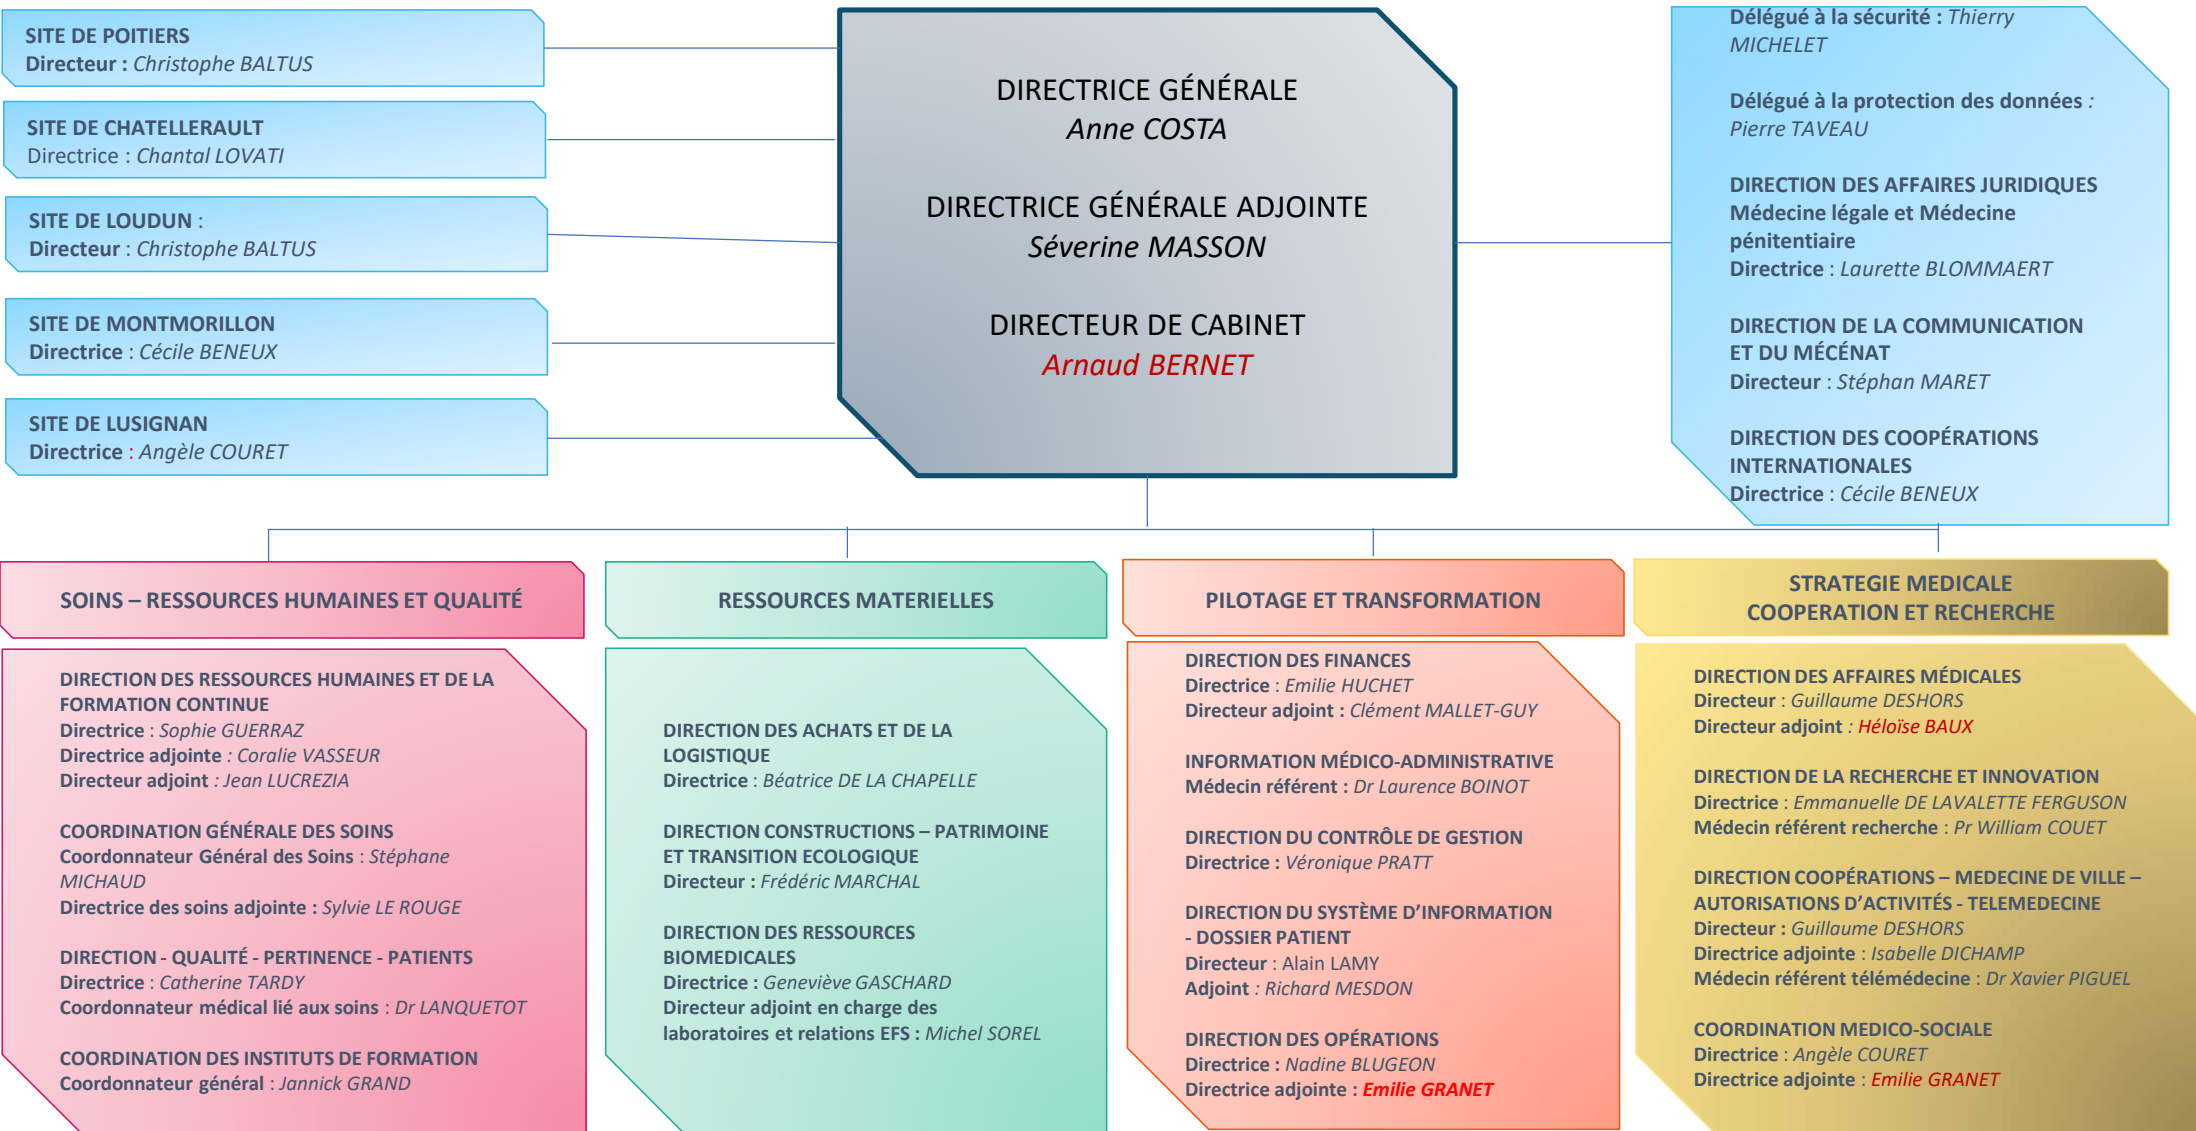 SITE DE POITIERS
Directeur : Christophe BALTUS
SITE DE CHATELLERAULT
Directrice : Chantal LOVATI
SITE DE LOUDUN :
Directeur : Christophe BALTUS
SITE DE MONTMORILLON
Directrice : Cécile BENEUX
SITE DE LUSIGNAN
Directrice : Angèle COURET
DIRECTRICE GÉNÉRALE
Anne COSTA
DIRECTRICE GÉNÉRALE ADJOINTE
Séverine MASSON
DIRECTEUR DE CABINET
Arnaud BERNET
Délégué à la sécurité : Thierry
MICHELET
Délégué à la protection des données :
Pierre TAVEAU
DIRECTION DES AFFAIRES JURIDIQUES
Médecine légale et Médecine
pénitentiaire
Directrice : Laurette BLOMMAERT
DIRECTION DE LA COMMUNICATION
ET DU MÉCÉNAT
Directeur : Stéphan MARET
DIRECTION DES COOPÉRATIONS
INTERNATIONALES
Directrice : Cécile BENEUX
SOINS – RESSOURCES HUMAINES ET QUALITÉ
DIRECTION DES RESSOURCES HUMAINES ET DE LA
FORMATION CONTINUE
Directrice : Sophie GUERRAZ
Directrice adjointe : Coralie VASSEUR
Directeur adjoint : Jean LUCREZIA
COORDINATION GÉNÉRALE DES SOINS
Coordonnateur Général des Soins : Stéphane
MICHAUD
Directrice des soins adjointe : Sylvie LE ROUGE
DIRECTION - QUALITÉ - PERTINENCE - PATIENTS
Directrice : Catherine TARDY
Coordonnateur médical lié aux soins : Dr LANQUETOT
COORDINATION DES INSTITUTS DE FORMATION
Coordonnateur général : Jannick GRAND
RESSOURCES MATERIELLES
DIRECTION DES ACHATS ET DE LA
LOGISTIQUE
Directrice : Béatrice DE LA CHAPELLE
DIRECTION CONSTRUCTIONS – PATRIMOINE
ET TRANSITION ECOLOGIQUE
Directeur : Frédéric MARCHAL
DIRECTION DES RESSOURCES
BIOMEDICALES
Directrice : Geneviève GASCHARD
Directeur adjoint en charge des
laboratoires et relations EFS : Michel SOREL
PILOTAGE ET TRANSFORMATION
DIRECTION DES FINANCES
Directrice : Emilie HUCHET
Directeur adjoint : Clément MALLET-GUY
INFORMATION MÉDICO-ADMINISTRATIVE
Médecin référent : Dr Laurence BOINOT
DIRECTION DU CONTRÔLE DE GESTION
Directrice : Véronique PRATT
DIRECTION DU SYSTÈME D'INFORMATION
- DOSSIER PATIENT
Directeur : Alain LAMY
Adjoint : Richard MESDON
DIRECTION DES OPÉRATIONS
Directrice : Nadine BLUGEON
Directrice adjointe : Emilie GRANET
STRATEGIE MEDICALE
COOPERATION ET RECHERCHE
DIRECTION DES AFFAIRES MÉDICALES
Directeur : Guillaume DESHORS
Directeur adjoint : Héloïse BAUX
DIRECTION DE LA RECHERCHE ET INNOVATION
Directrice : Emmanuelle DE LAVALETTE FERGUSON
Médecin référent recherche : Pr William COUET
DIRECTION COOPÉRATIONS – MEDECINE DE VILLE –
AUTORISATIONS D'ACTIVITÉS - TELEMEDECINE
Directeur : Guillaume DESHORS
Directrice adjointe : Isabelle DICHAMP
Médecin référent télémédecine : Dr Xavier PIGUEL
COORDINATION MEDICO-SOCIALE
Directrice : Angèle COURET
Directrice adjointe : Emilie GRANET